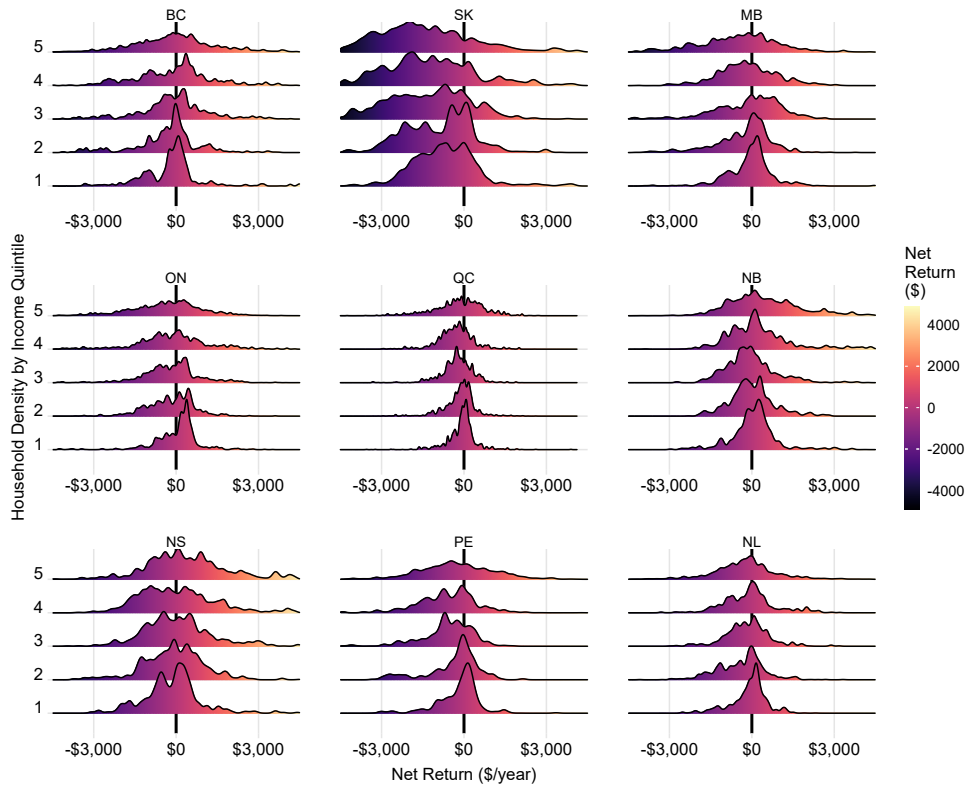 BC SK MB
5
4
3
2
1
-$3,000 $0 $3,000 -$3,000 $0 $3,000 -$3,000 $0 $3,000
Household Density by Income Quintile
ON QC NB
5
4
3
2
1
-$3,000 $0 $3,000 -$3,000 $0 $3,000 -$3,000 $0 $3,000
NS PE NL
5
4
3
2
1
-$3,000 $0 $3,000 -$3,000 $0 $3,000 -$3,000 $0 $3,000
Net Return ($/year)
Net
Return
($)
4000
2000
0
-2000
-4000